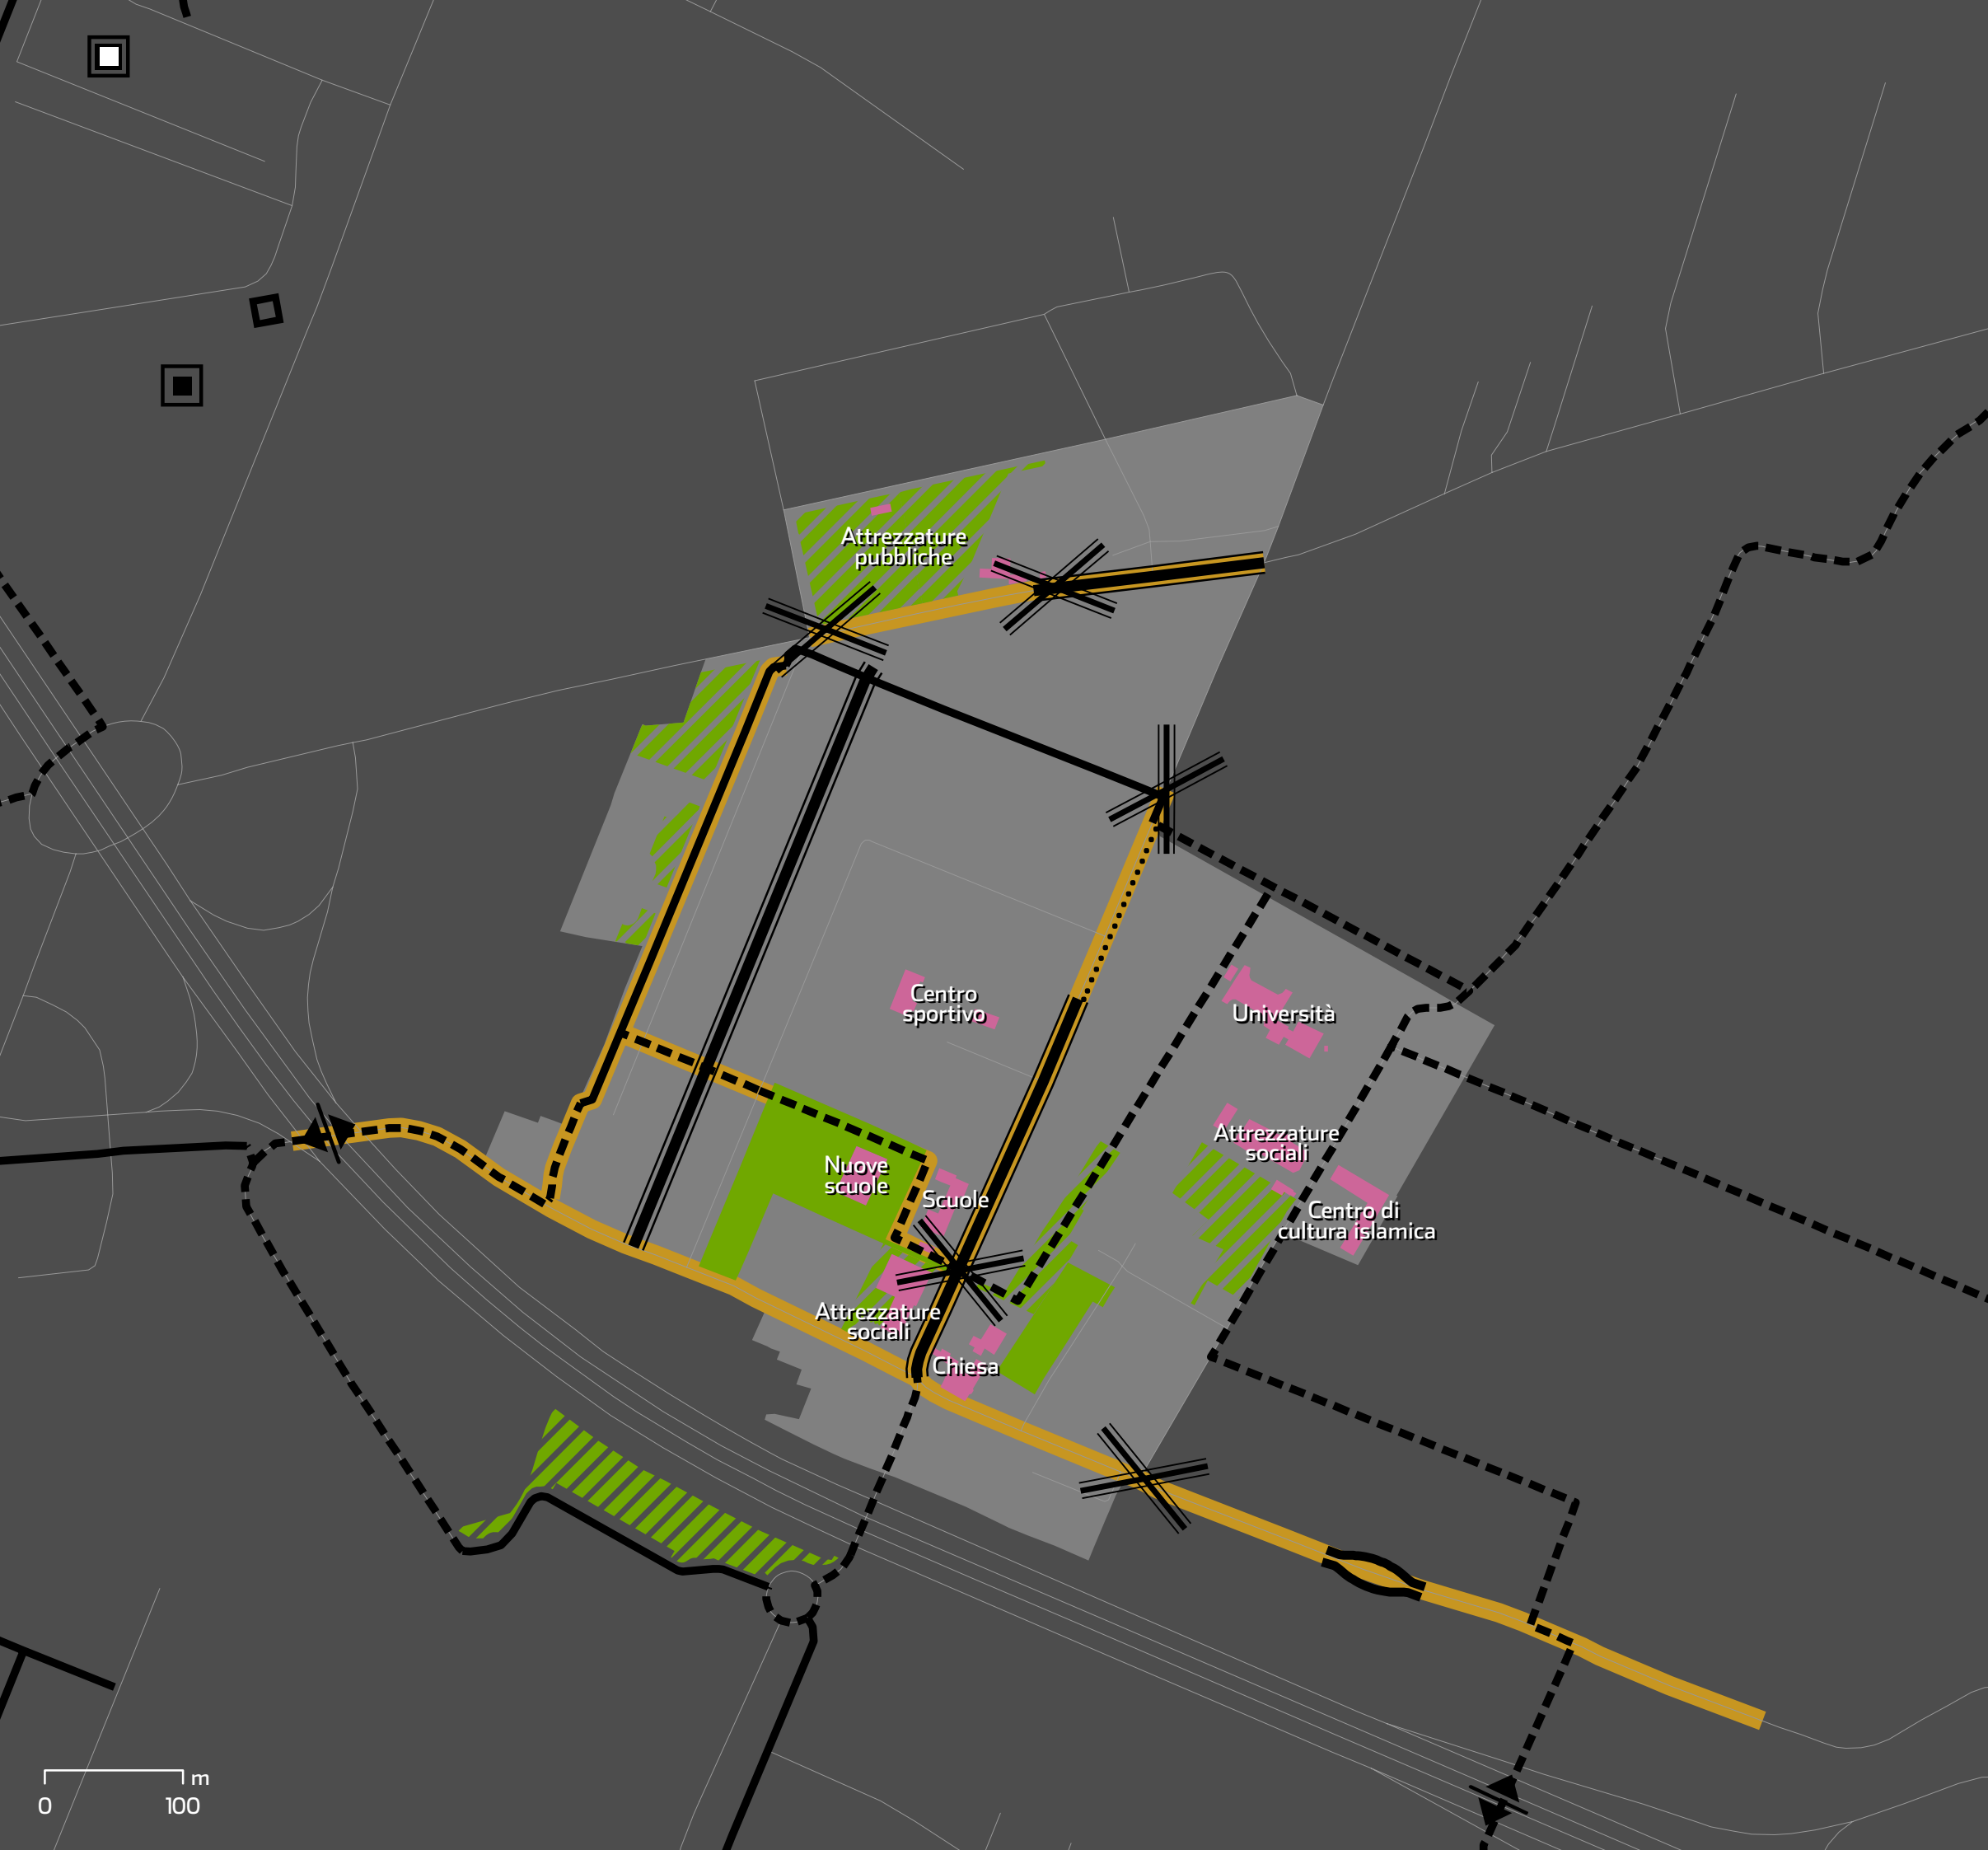 Attrezzature
pubbliche
Centro
sportivo
Università
Attrezzature
sociali
Nuove
scuole
Scuole
Centro di
cultura islamica
Attrezzature
sociali
Chiesa
m
0 100